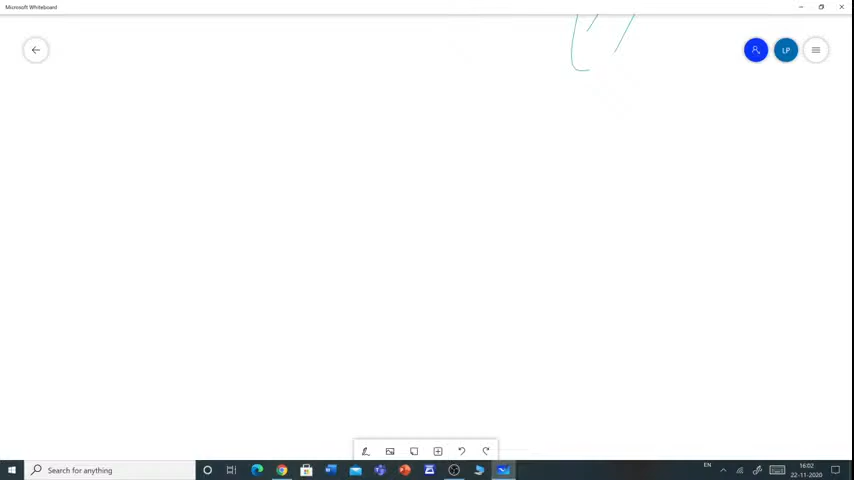 Microsoft Whiteboard
LP
Search for anything
EN
16:02
22-11-2020